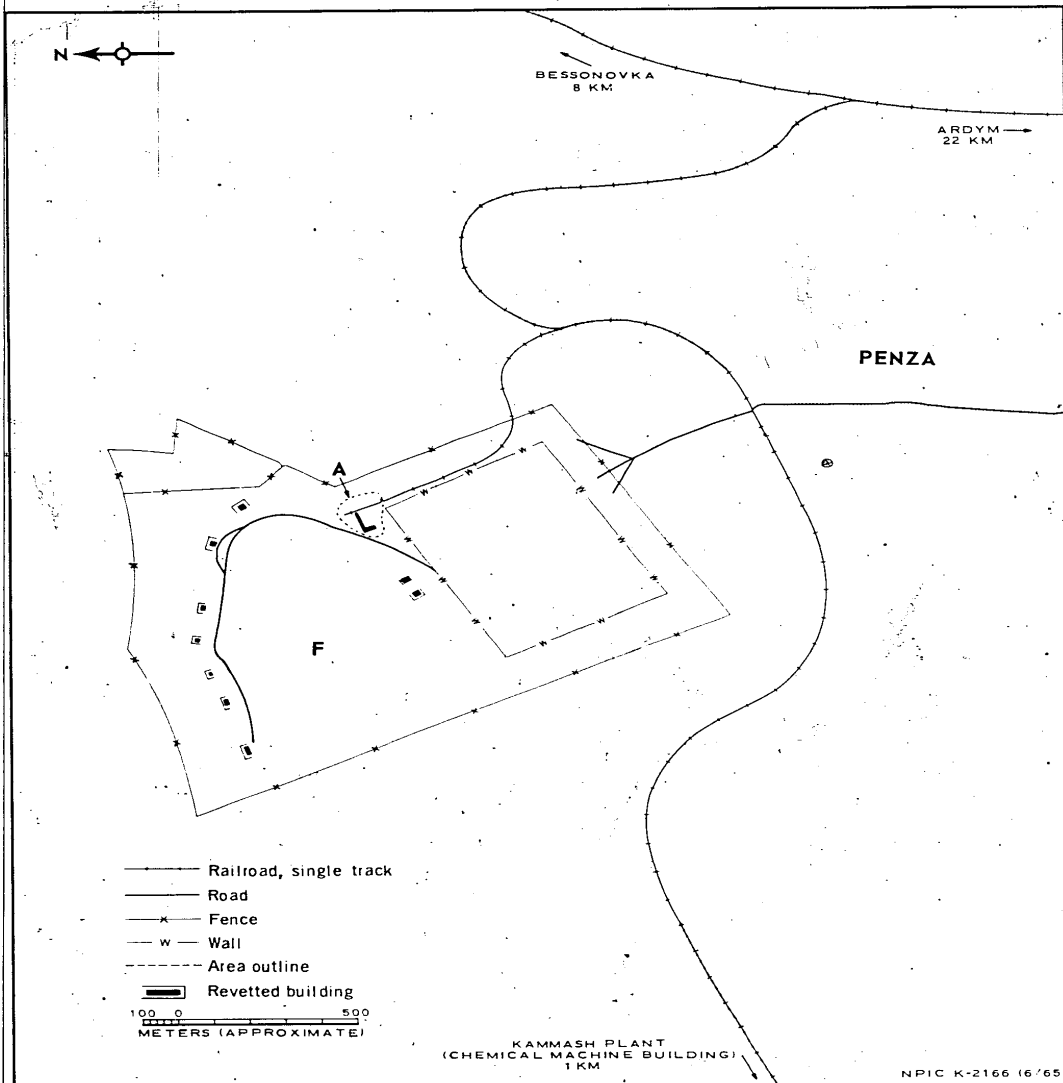 N
BESSONOVKA
8 KM
ARDYM
22 KM
PENZA
A
F
Railroad, single track
Road
x Fence
W Wall
Area outline
Revetted building
100 0 500
METERS (APPROXIMATE)
KAMMASH PLANT
(CHEMICAL MACHINE BUILDING)
1 KM
NPIC K-2166 (6/65